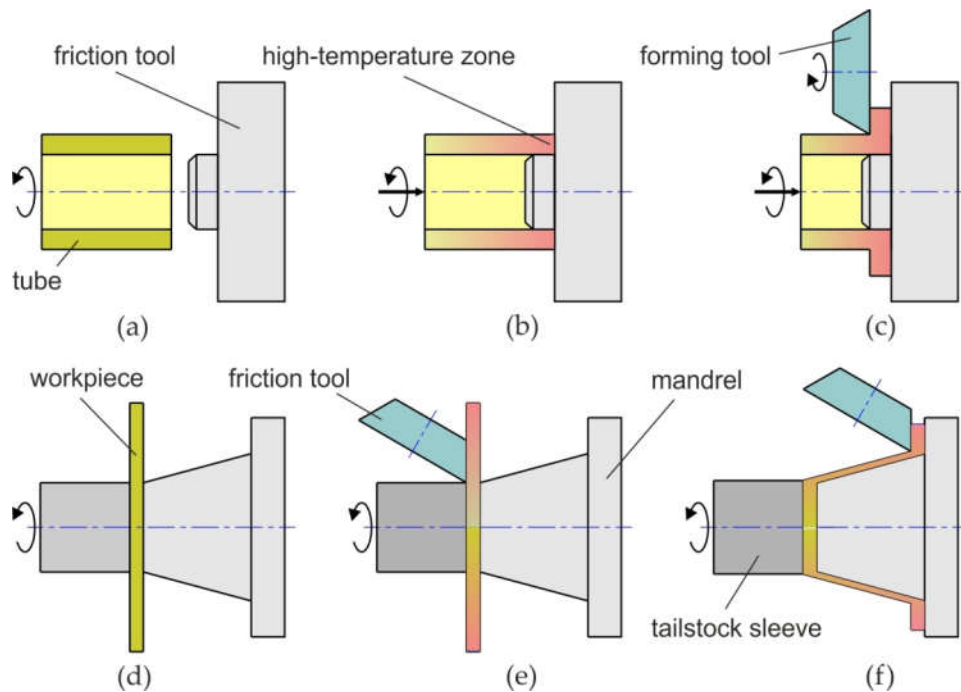 friction tool
high-temperature zone
forming tool
tube
(a)
(b)
(c)
workpiece
friction tool
mandrel
tailstock sleeve
(d)
(e)
(f)